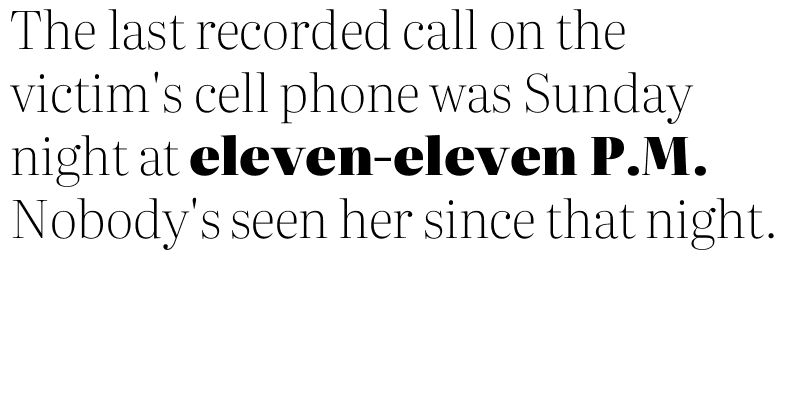 The last recorded call on the
victim's cell phone was Sunday
night at eleven-eleven P.M.
Nobody's seen her since that night.